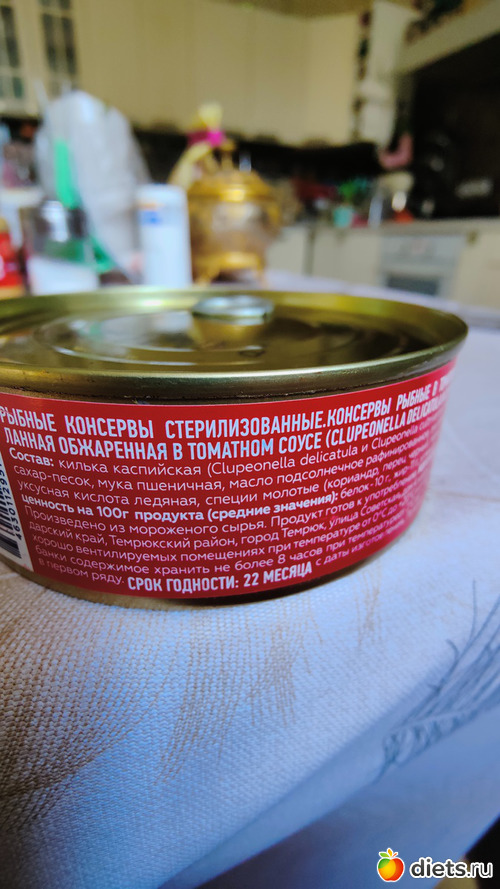 РЫБНЫЕ КОНСЕРВЫ СТЕРИЛИЗОВАННЫЕ. КОНСЕРВЫ РЫБНЫЕ В
ЛАННАЯ ОБЖАРЕННАЯ В ТОМАТНОМ СОУСЕ (CLUPEONELLA DELICATULA
Состав: килька каспийская (Clupeonella delicatula и Clupeonella
сахар-песок, мука пшеничная, масло подсолнечное рафинированное
уксусная кислота ледяная, специи молотые (кориандр, перец черный
ценность на 100г продукта (средние значения): белок - 10 г,
Произведено из мороженого сырья. Продукт готов к употреблению
дарский край, Темрюкский район, город Темрюк, улица Советская
хорошо вентилируемых помещениях при температуре от 0°С до
банки содержимое хранить не более 8 часов при температуре
в первом ряду. СРОК ГОДНОСТИ: 22 МЕСЯЦА с даты изготовления
diets.ru